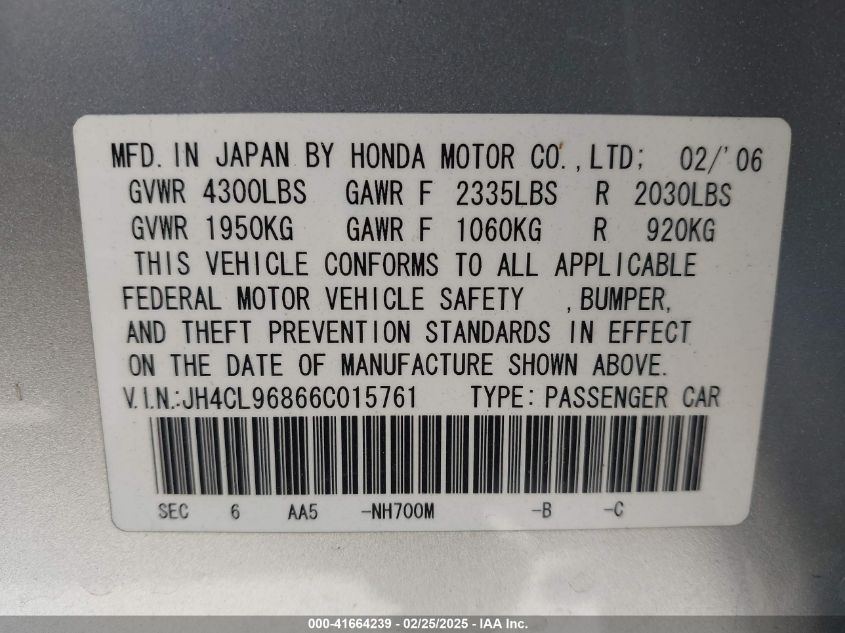 MFD. IN JAPAN BY HONDA MOTOR CO., LTD; 02/'06
GVWR 4300LBS GAWR F 2335LBS R 2030LBS
GVWR 1950KG GAWR F 1060KG R 920KG
THIS VEHICLE CONFORMS TO ALL APPLICABLE
FEDERAL MOTOR VEHICLE SAFETY , BUMPER,
AND THEFT PREVENTION STANDARDS IN EFFECT
ON THE DATE OF MANUFACTURE SHOWN ABOVE.
V.I.N.:JH4CL96866C015761 TYPE: PASSENGER CAR
SEC 6 AA5 -NH700M -B -C
000-41664239 - 02/25/2025 - IAA Inc.